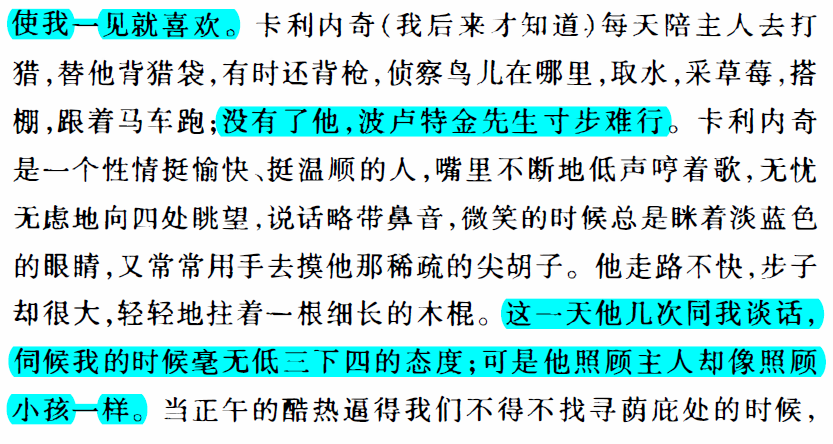 使我一见就喜欢。卡利内奇(我后来才知道)每天陪主人去打
猎,替他背猎袋,有时还背枪,侦察鸟儿在哪里,取水,采草莓,搭
棚,跟着马车跑;没有了他,波卢特金先生寸步难行。卡利内奇
是一个性情挺愉快、挺温顺的人,嘴里不断地低声哼着歌,无忧
无虑地向四处眺望,说话略带鼻音,微笑的时候总是眯着淡蓝色
的眼睛,又常常用手去摸他那稀疏的尖胡子。他走路不快,步子
却很大,轻轻地拄着一根细长的木棍。这一天他几次同我谈话,
伺候我的时候毫无低三下四的态度;可是他照顾主人却像照顾
小孩一样。当正午的酷热逼得我们不得不找寻荫庇处的时候,